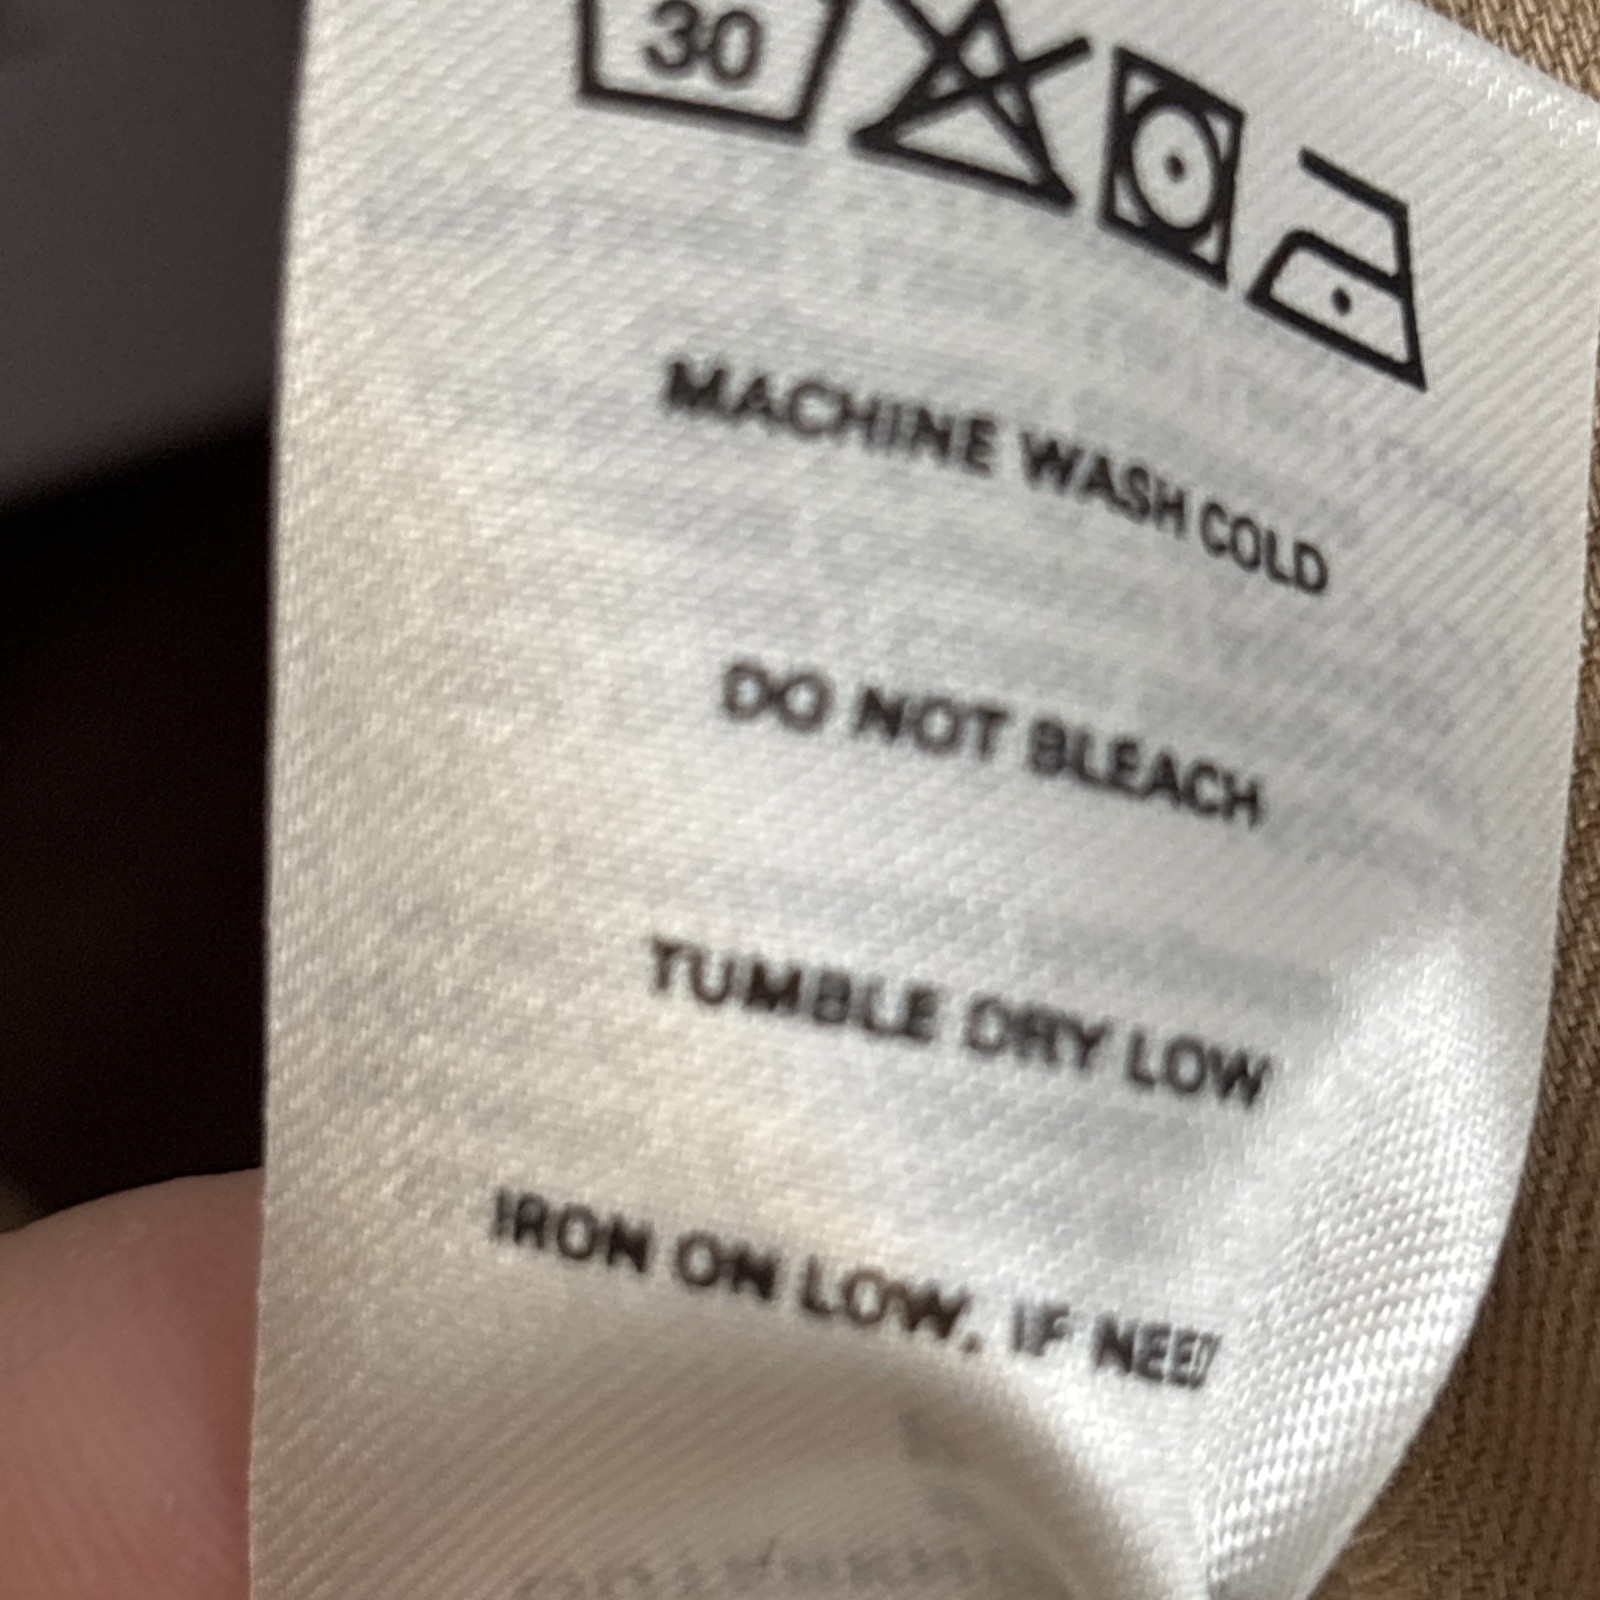 30
MACHINE WASH COLD
DO NOT BLEACH
TUMBLE DRY LOW
IRON ON LOW, IF